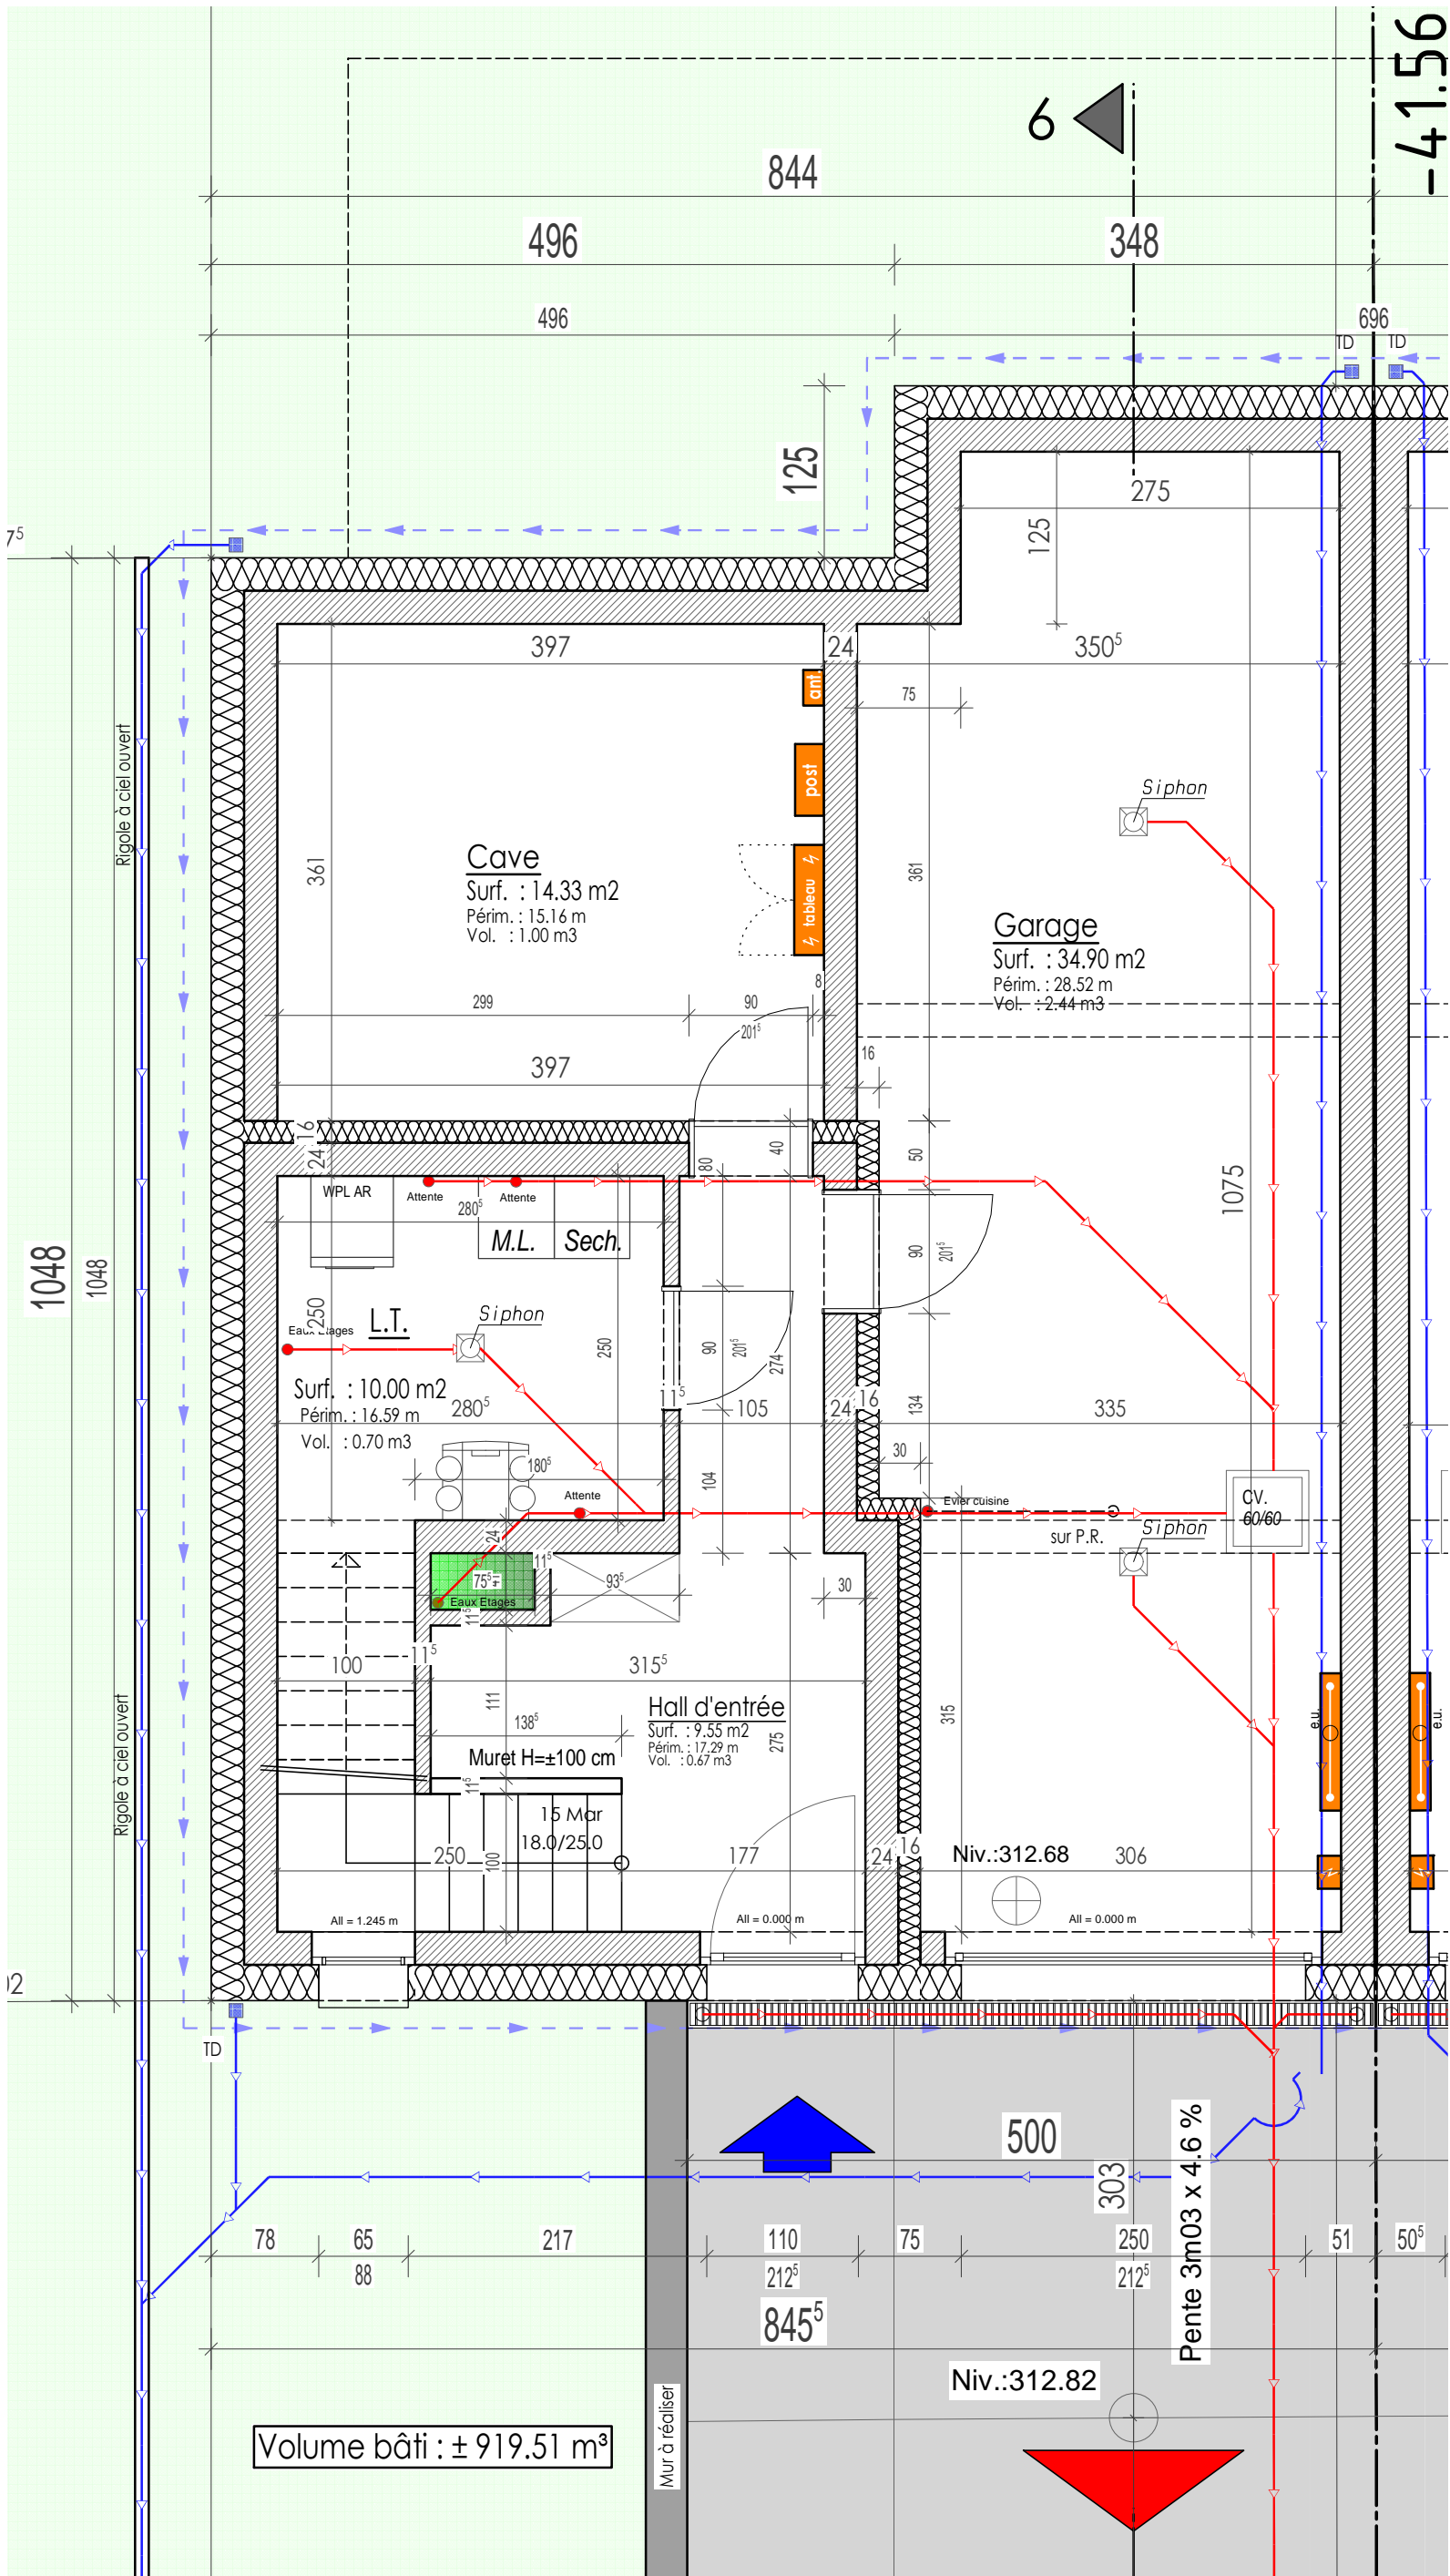 -41.56
6
844
496
348
496
696
TD
TD
125
275
125
7⁵
397
24
350⁵
ant.
75
post
Siphon
Rigole à ciel ouvert
361
Cave
Surf. : 14.33 m2
Périm. : 15.16 m
Vol. : 1.00 m3
tableau
361
Garage
Surf. : 34.90 m2
Périm. : 28.52 m
Vol. : 2.44 m3
8
299
90
201⁵
397
16
16
24
40
80
50
WPL AR
Attente
Attente
280⁵
M.L.
Sech.
1075
1048
1048
90
201⁵
250
Eaux Etages
L.T.
Siphon
250
90
201⁵
274
Surf. : 10.00 m2
Périm. : 16.59 m
Vol. : 0.70 m3
280⁵
11⁵
105
24
16
134
335
30
180⁵
104
Attente
Evier cuisine
CV.
60/60
24
sur P.R.
Siphon
11⁵
75⁵
41
93⁵
Eaux Etages
11⁵
30
100
11⁵
315⁵
111
Hall d'entrée
Surf. : 9.55 m2
Périm. : 17.29 m
Vol. : 0.67 m3
275
315
e.u.
e.u.
138⁵
Muret H=±100 cm
11⁵
Rigole à ciel ouvert
15 Mar
18.0/25.0
250
100
177
24
16
Niv.:312.68
306
All = 1.245 m
All = 0.000 m
All = 0.000 m
02
TD
500
303
Pente 3m03 x 4.6 %
78
65
217
110
75
250
51
50⁵
88
212⁵
212⁵
845⁵
Niv.:312.82
Mur à réaliser
Volume bâti : ± 919.51 m³